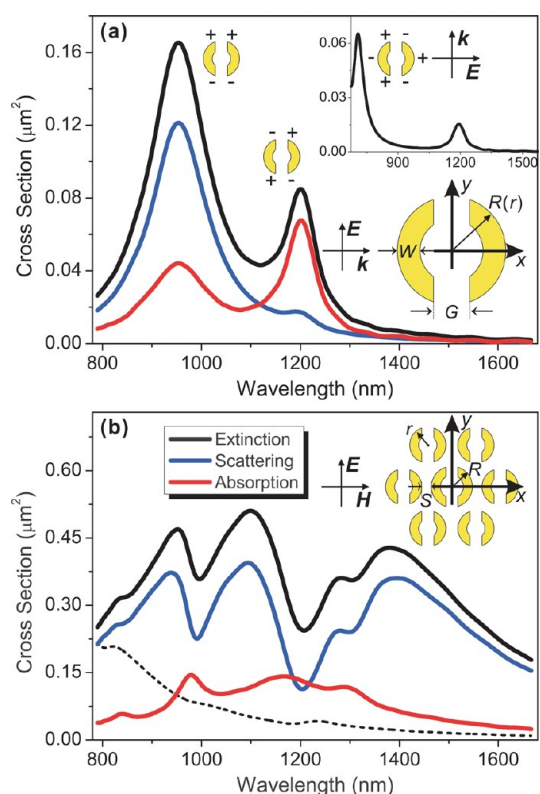 (a)
Cross Section (μm²)
0.16
0.12
0.08
0.04
0.00
800 1000 1200 1400 1600
Wavelength (nm)
+ +
- -
- +
+ -
0.06
0.03
0.00
900 1200 1500
+ -
- +
+ -
k
E
E
k
y
R(r)
W
x
G
(b)
Extinction
Scattering
Absorption
E
H
y
r
R
S
x
Cross Section (μm²)
0.60
0.45
0.30
0.15
0.00
800 1000 1200 1400 1600
Wavelength (nm)